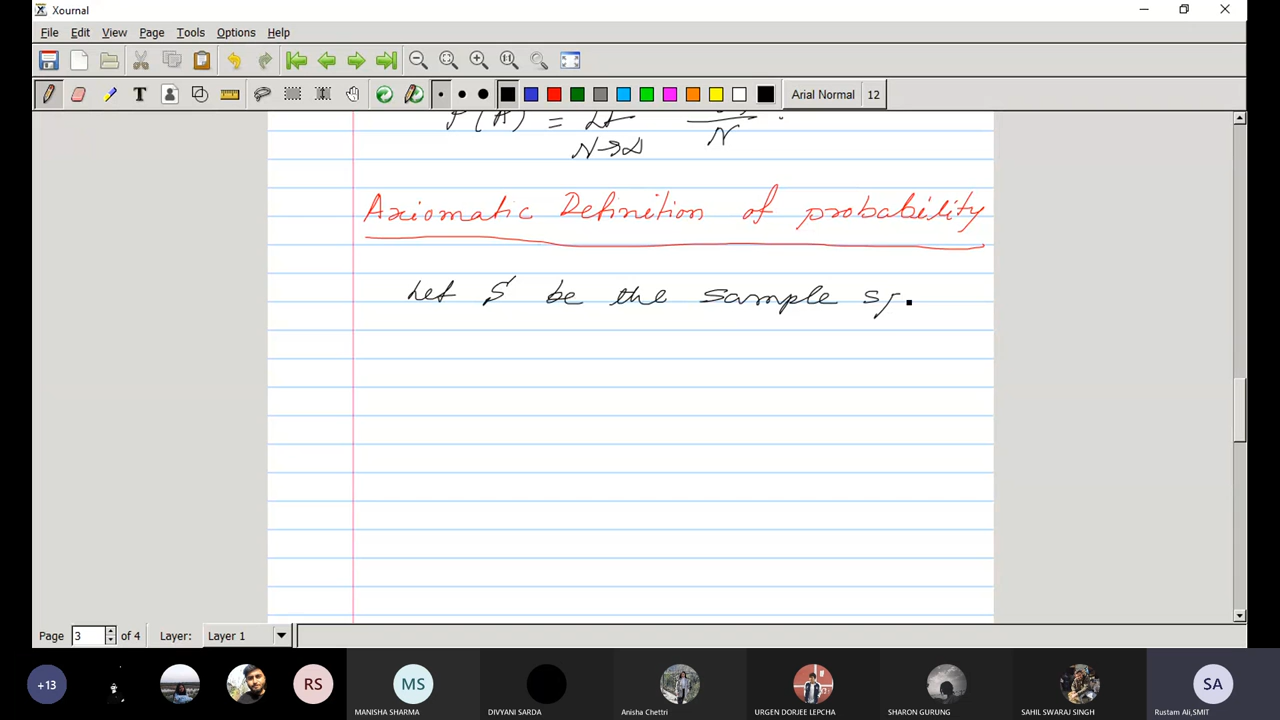 Xournal
File Edit View Page Tools Options Help
Arial Normal 12
P(A) = Lt
N→∞ N
Axiomatic Definition of probability
Let S be the sample sp
Page 3 of 4 Layer: Layer 1
+13 RS MS SA
MANISHA SHARMA DIVYANI SARDA Anisha Chettri URGEN DORJEE LEPCHA SHARON GURUNG SAHIL SWARAJ SINGH Rustam Ali,SMIT